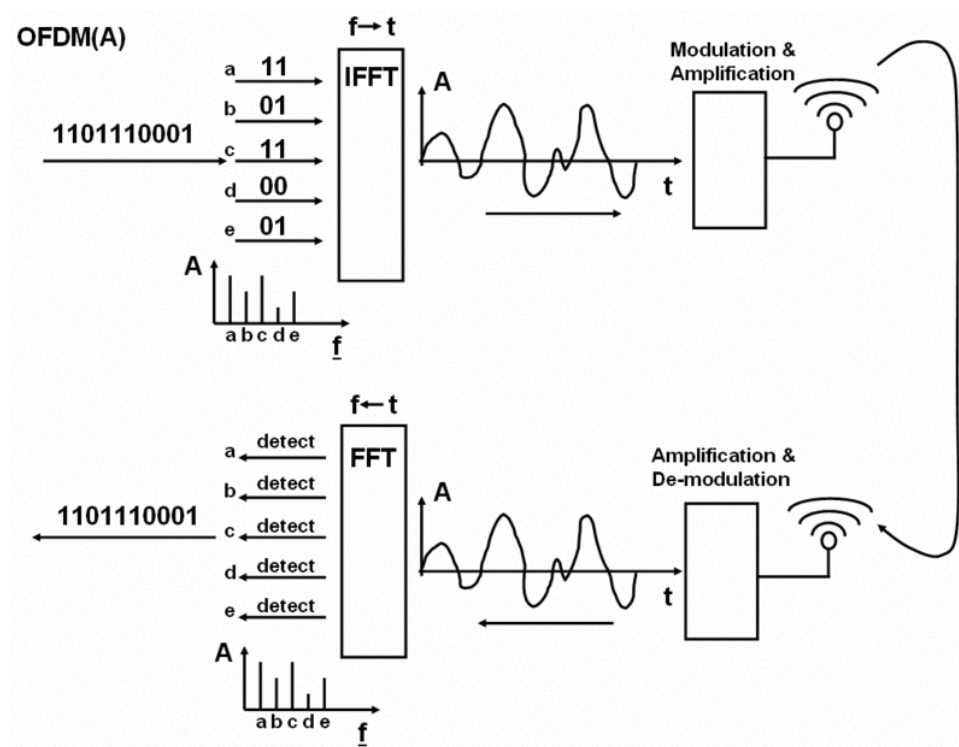 OFDM(A)
f→t
IFFT
a 11
b 01
c 11
d 00
e 01
1101110001
A
t
Modulation &
Amplification
A
a b c d e
f
f←t
FFT
a detect
b detect
c detect
d detect
e detect
1101110001
A
t
Amplification &
De-modulation
A
a b c d e
f